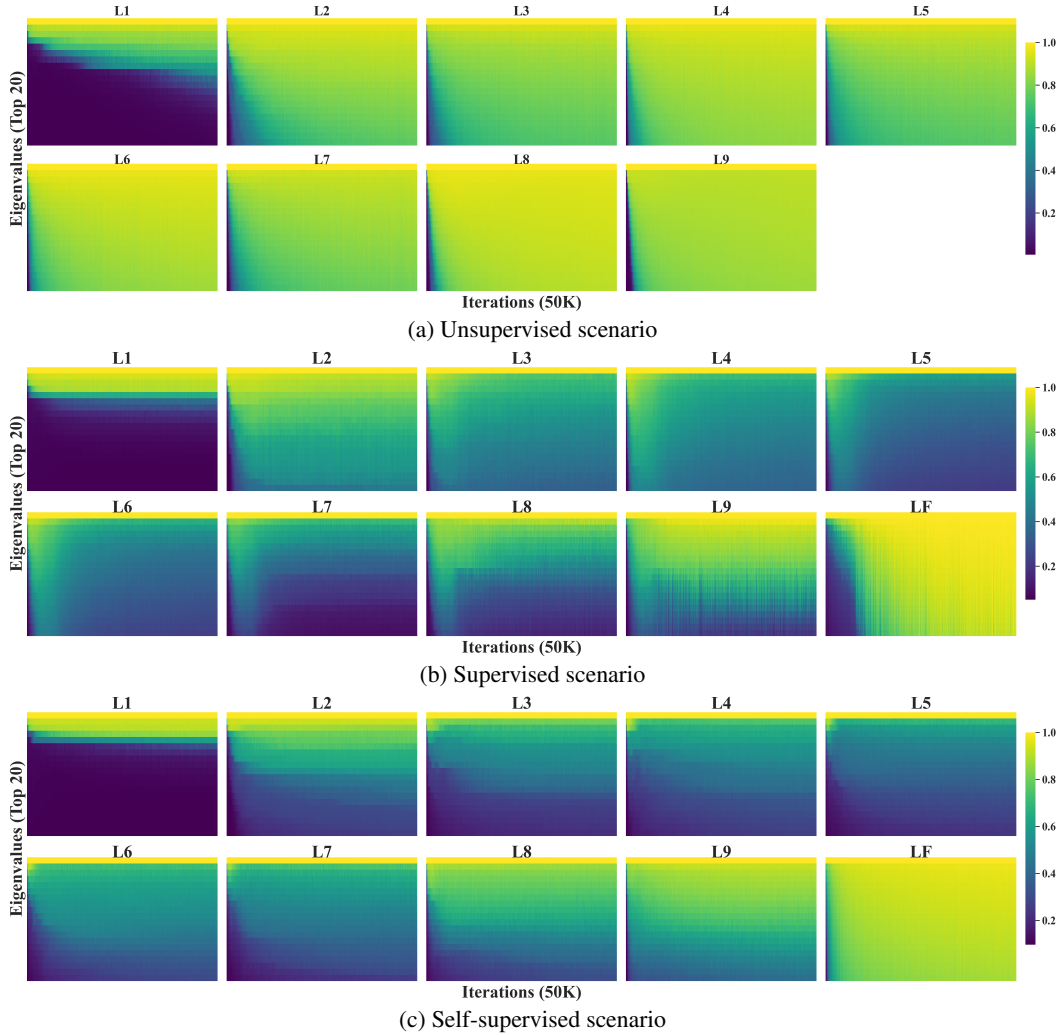 L1 L2 L3 L4 L5
Eigenvalues (Top 20)
1.0
0.8
0.6
0.4
0.2
L6 L7 L8 L9
Iterations (50K)
(a) Unsupervised scenario
L1 L2 L3 L4 L5
Eigenvalues (Top 20)
1.0
0.8
0.6
0.4
0.2
L6 L7 L8 L9 LF
Iterations (50K)
(b) Supervised scenario
L1 L2 L3 L4 L5
Eigenvalues (Top 20)
1.0
0.8
0.6
0.4
0.2
L6 L7 L8 L9 LF
Iterations (50K)
(c) Self-supervised scenario